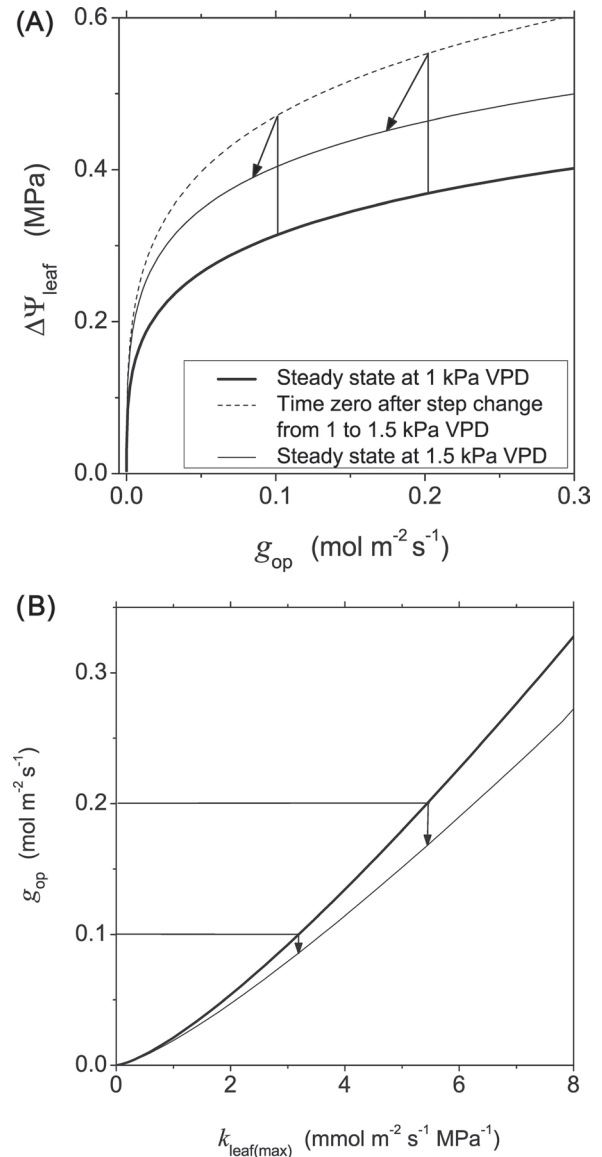 (A)
0.6
0.4
0.2
0.0
ΔΨleaf (MPa)
Steady state at 1 kPa VPD
Time zero after step change
from 1 to 1.5 kPa VPD
Steady state at 1.5 kPa VPD
0.0 0.1 0.2 0.3
gop (mol m-2 s-1)
(B)
0.3
0.2
0.1
0.0
gop (mol m-2 s-1)
0 2 4 6 8
kleaf(max) (mmol m-2 s-1 MPa-1)